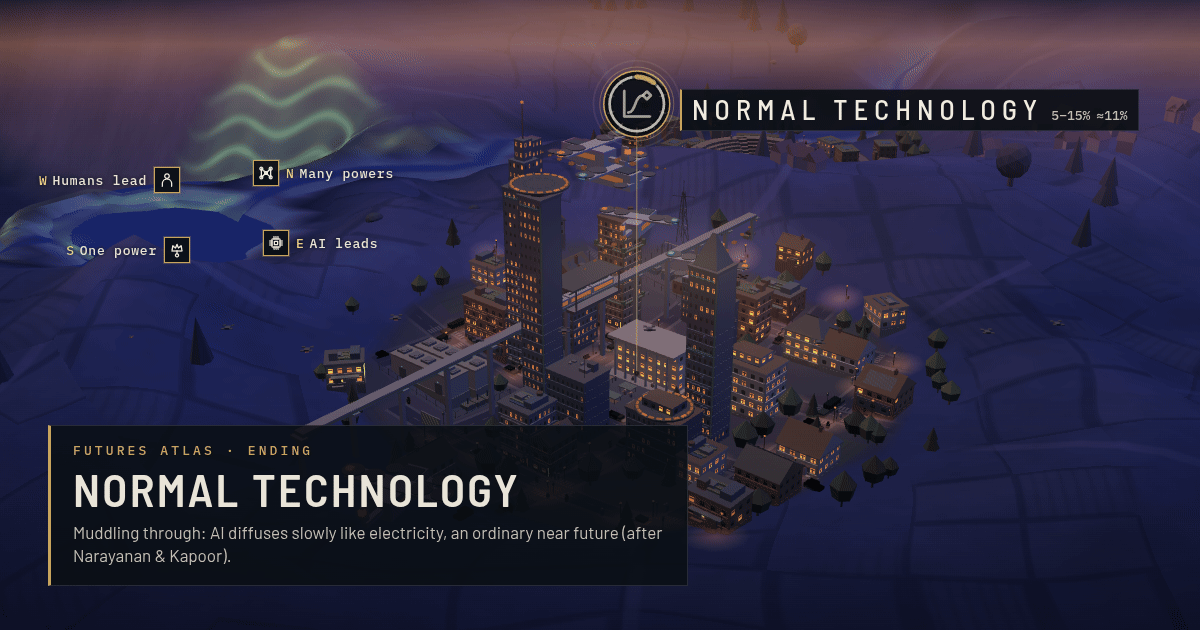 NORMAL TECHNOLOGY 5–15% ≈11%
W Humans lead
N Many powers
S One power
E AI leads
FUTURES ATLAS · ENDING
NORMAL TECHNOLOGY
Muddling through: AI diffuses slowly like electricity, an ordinary near future (after
Narayanan & Kapoor).